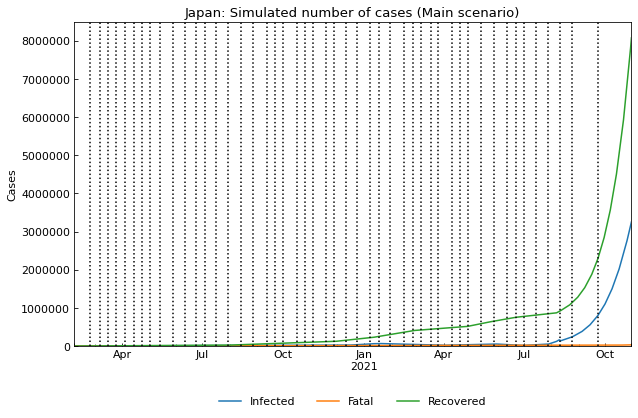 Japan: Simulated number of cases (Main scenario)
8000000
7000000
6000000
5000000
4000000
3000000
2000000
1000000
0
Cases
Apr Jul Oct Jan Apr Jul Oct
2021
Infected Fatal Recovered